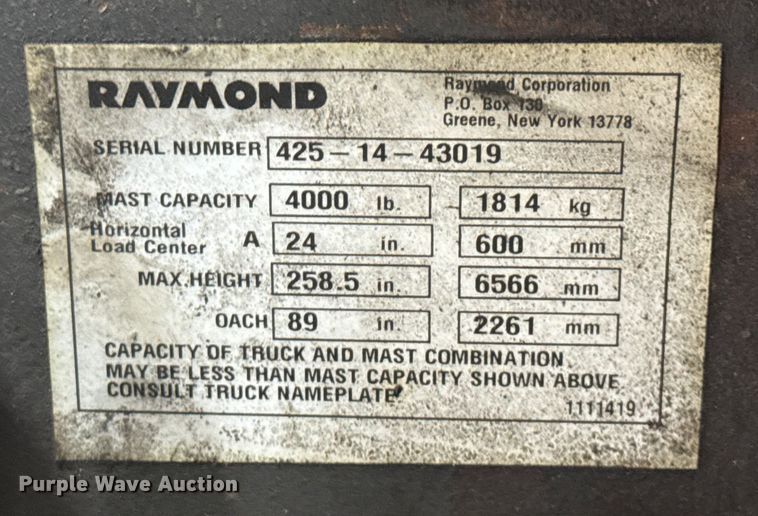 RAYMOND
Raymond Corporation
P.O. Box 130
Greene, New York 13778
SERIAL NUMBER 425-14-43019
MAST CAPACITY 4000 lb. 1814 kg
Horizontal
Load Center A 24 in. 600 mm
MAX.HEIGHT 258.5 in 6566 mm
OACH 89 in 2261 mm
CAPACITY OF TRUCK AND MAST COMBINATION
MAY BE LESS THAN MAST CAPACITY SHOWN ABOVE
CONSULT TRUCK NAMEPLATE
1111419
Purple Wave Auction